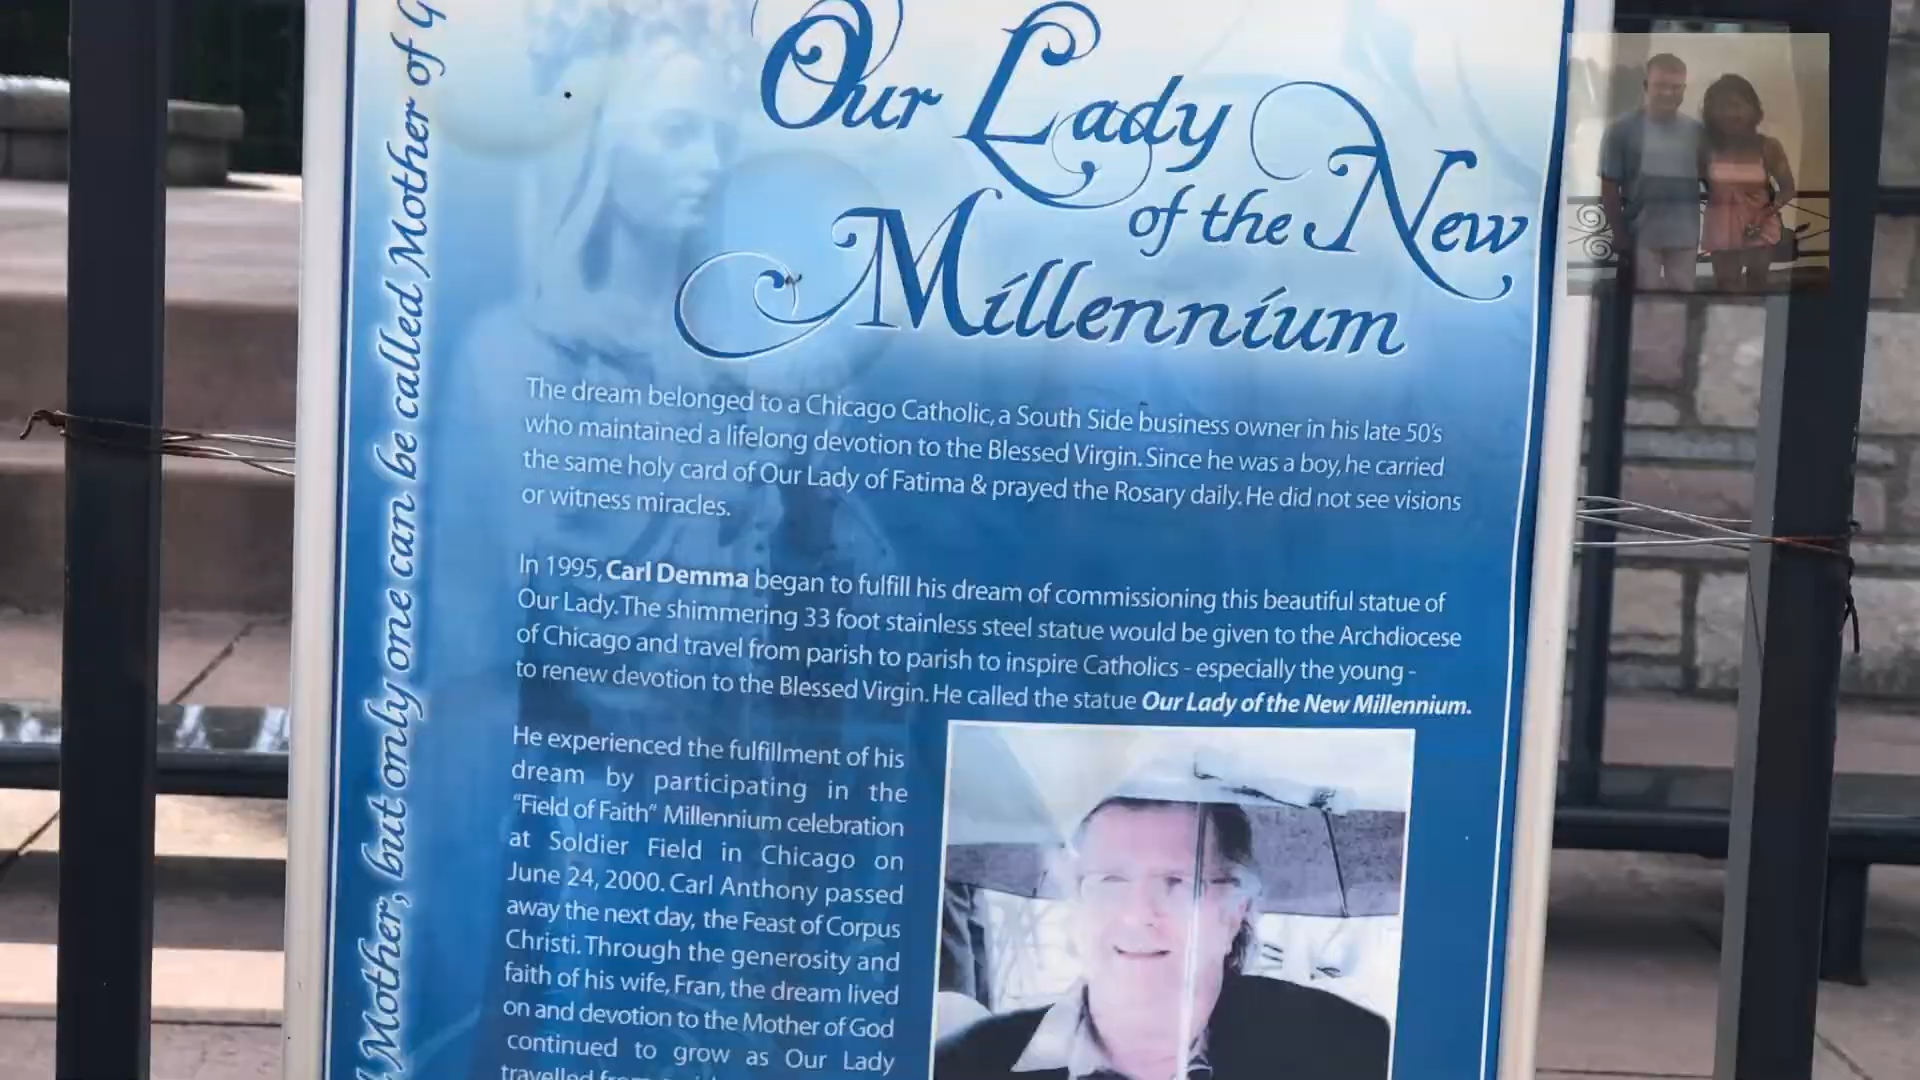 Our Lady
of the New
Millennium
Mother, but only one can be called Mother of
The dream belonged to a Chicago Catholic, a South Side business owner in his late 50's
who maintained a lifelong devotion to the Blessed Virgin. Since he was a boy, he carried
the same holy card of Our Lady of Fatima & prayed the Rosary daily. He did not see visions
or witness miracles.
In 1995, Carl Demma began to fulfill his dream of commissioning this beautiful statue of
Our Lady. The shimmering 33 foot stainless steel statue would be given to the Archdiocese
of Chicago and travel from parish to parish to inspire Catholics - especially the young -
to renew devotion to the Blessed Virgin. He called the statue Our Lady of the New Millennium.
He experienced the fulfillment of his
dream by participating in the
"Field of Faith" Millennium celebration
at Soldier Field in Chicago on
June 24, 2000. Carl Anthony passed
away the next day, the Feast of Corpus
Christi. Through the generosity and
faith of his wife, Fran, the dream lived
on and devotion to the Mother of God
continued to grow as Our Lady
travelled